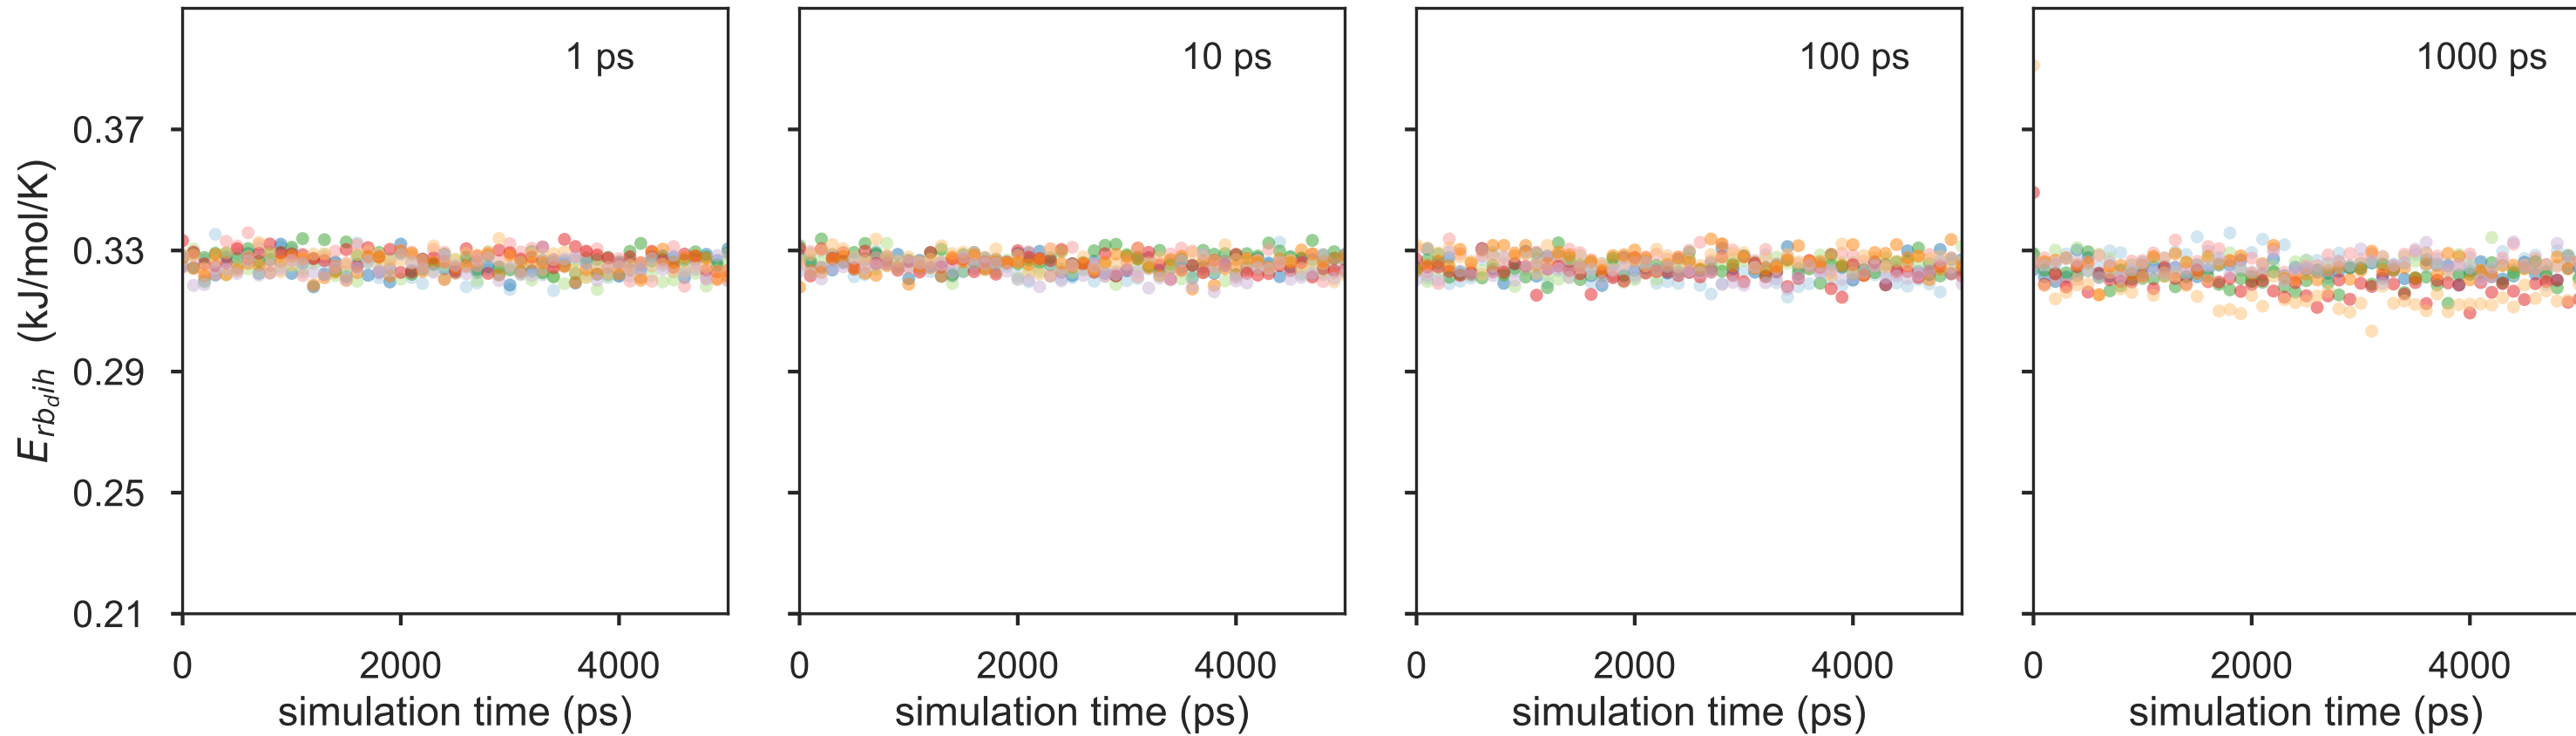 1 ps
10 ps
100 ps
1000 ps
E_{rb_dih} (kJ/mol/K)
0.37
0.33
0.29
0.25
0.21
0 2000 4000
0 2000 4000
0 2000 4000
0 2000 4000
simulation time (ps)
simulation time (ps)
simulation time (ps)
simulation time (ps)